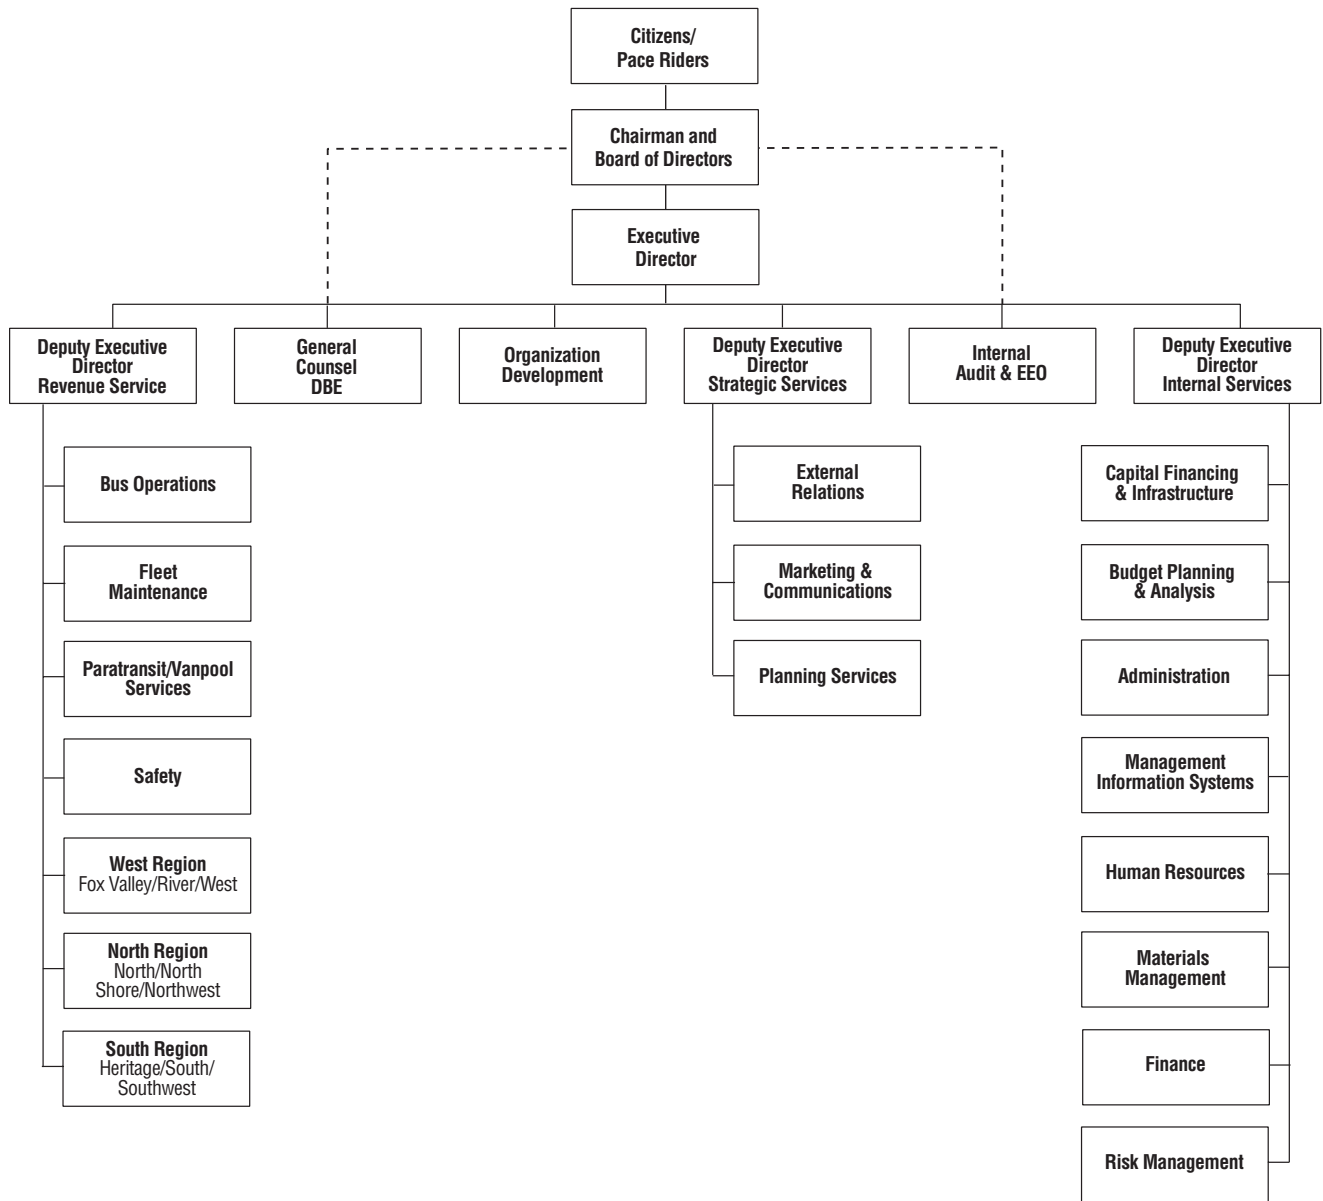 Citizens/
Pace Riders
Chairman and
Board of Directors
Executive
Director
Deputy Executive
Director
Revenue Service
General
Counsel
DBE
Organization
Development
Deputy Executive
Director
Strategic Services
Internal
Audit & EEO
Deputy Executive
Director
Internal Services
Bus Operations
Fleet
Maintenance
Paratransit/Vanpool
Services
Safety
West Region
Fox Valley/River/West
North Region
North/North
Shore/Northwest
South Region
Heritage/South/
Southwest
External
Relations
Marketing &
Communications
Planning Services
Capital Financing
& Infrastructure
Budget Planning
& Analysis
Administration
Management
Information Systems
Human Resources
Materials
Management
Finance
Risk Management